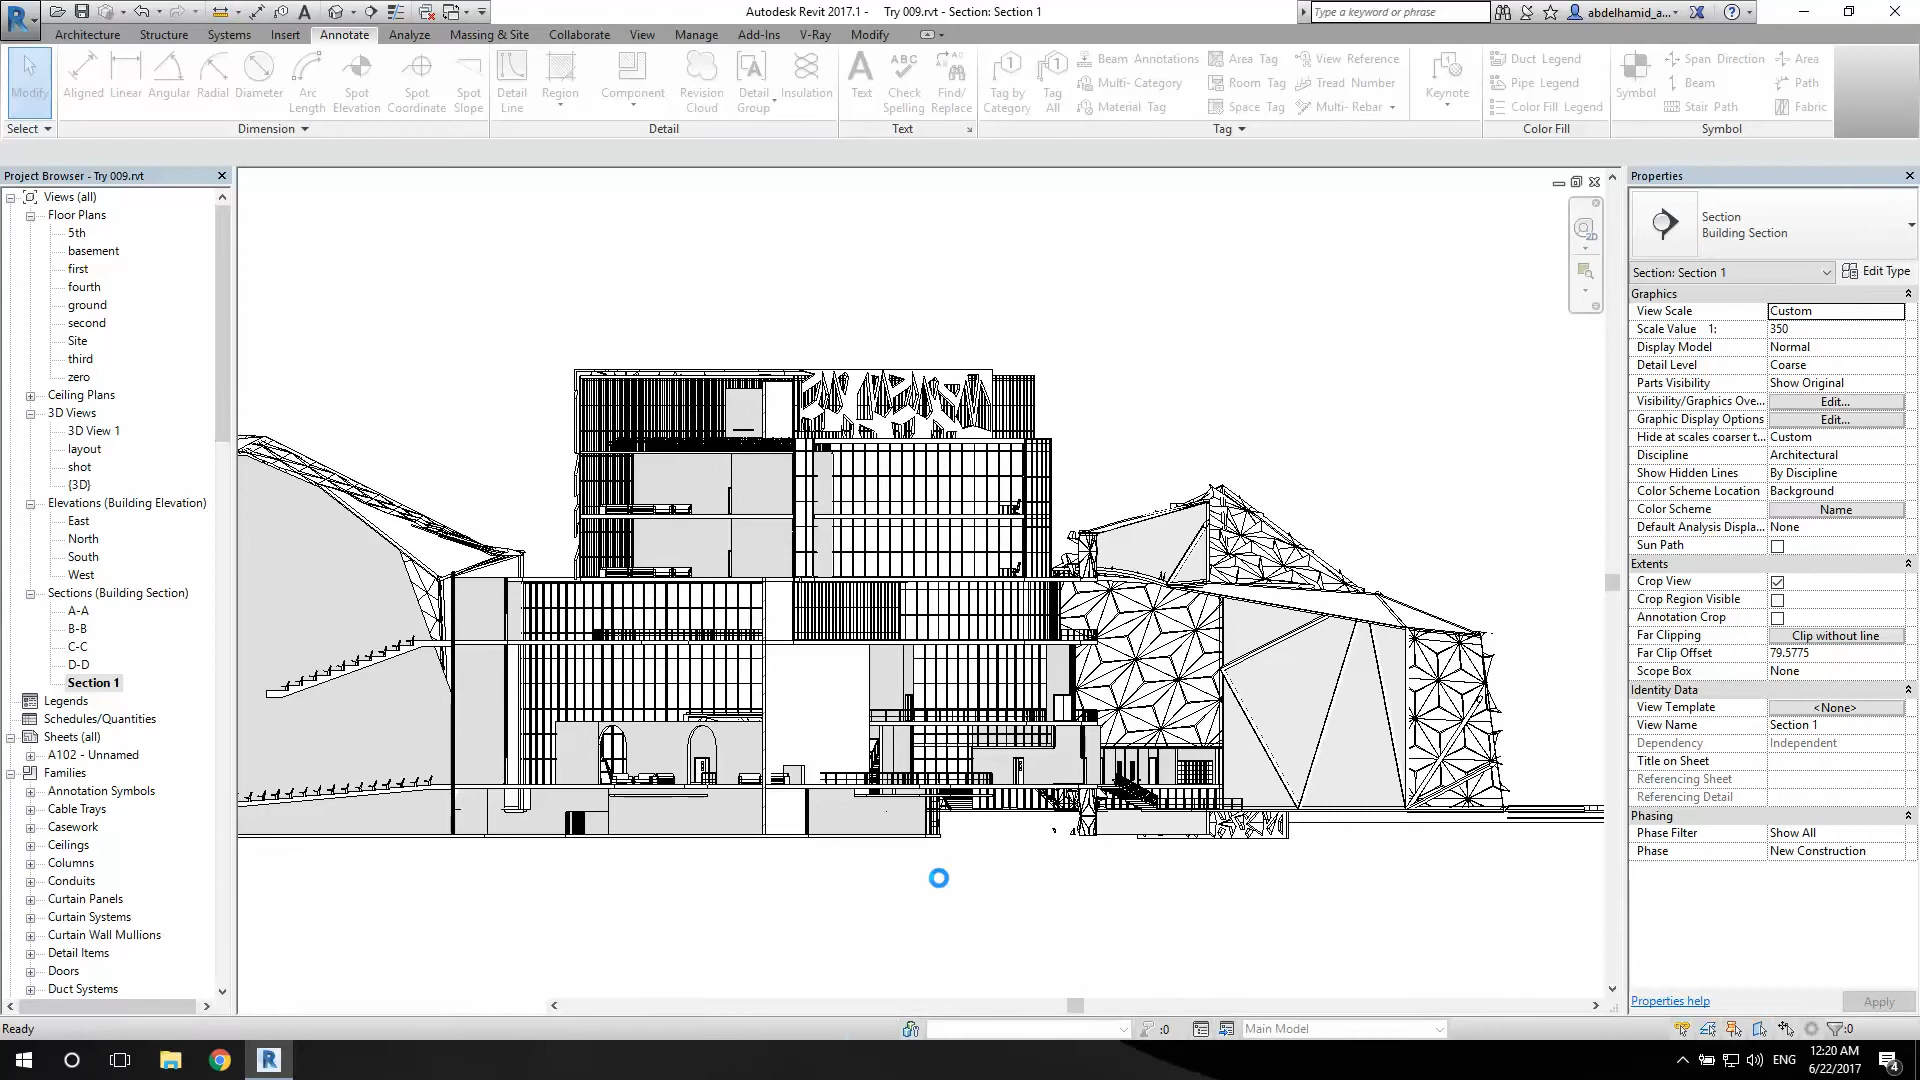 Autodesk Revit 2017.1 - Try 009.rvt - Section: Section 1
Type a keyword or phrase
abdelhamid_a...
Architecture Structure Systems Insert Annotate Analyze Massing & Site Collaborate View Manage Add-Ins V-Ray Modify
Modify
Aligned Linear Angular Radial Diameter Arc Length Spot Elevation Spot Coordinate Spot Slope
Detail Line Region Component Revision Cloud Detail Group Insulation
Text Check Spelling Find/ Replace
Tag by Category Tag All
Beam Annotations
Multi- Category
Material Tag
Area Tag
Room Tag
Space Tag
View Reference
Tread Number
Multi- Rebar
Keynote
Duct Legend
Pipe Legend
Color Fill Legend
Symbol
Span Direction
Beam
Stair Path
Area
Path
Fabric
Select Dimension Detail Text Tag Color Fill Symbol
Project Browser - Try 009.rvt
Views (all)
Floor Plans
5th
basement
first
fourth
ground
second
Site
third
zero
Ceiling Plans
3D Views
3D View 1
layout
shot
{3D}
Elevations (Building Elevation)
East
North
South
West
Sections (Building Section)
A-A
B-B
C-C
D-D
Section 1
Legends
Schedules/Quantities
Sheets (all)
A102 - Unnamed
Families
Annotation Symbols
Cable Trays
Casework
Ceilings
Columns
Conduits
Curtain Panels
Curtain Systems
Curtain Wall Mullions
Detail Items
Doors
Duct Systems
2D
Properties
Section
Building Section
Section: Section 1
Edit Type
Graphics
View Scale Custom
Scale Value 1: 350
Display Model Normal
Detail Level Coarse
Parts Visibility Show Original
Visibility/Graphics Ove... Edit...
Graphic Display Options Edit...
Hide at scales coarser t... Custom
Discipline Architectural
Show Hidden Lines By Discipline
Color Scheme Location Background
Color Scheme Name
Default Analysis Displa... None
Sun Path
Extents
Crop View
Crop Region Visible
Annotation Crop
Far Clipping Clip without line
Far Clip Offset 79.5775
Scope Box None
Identity Data
View Template <None>
View Name Section 1
Dependency Independent
Title on Sheet
Referencing Sheet
Referencing Detail
Phasing
Phase Filter Show All
Phase New Construction
Properties help
Apply
Ready
:0
Main Model
:0
ENG
12:20 AM
6/22/2017
4